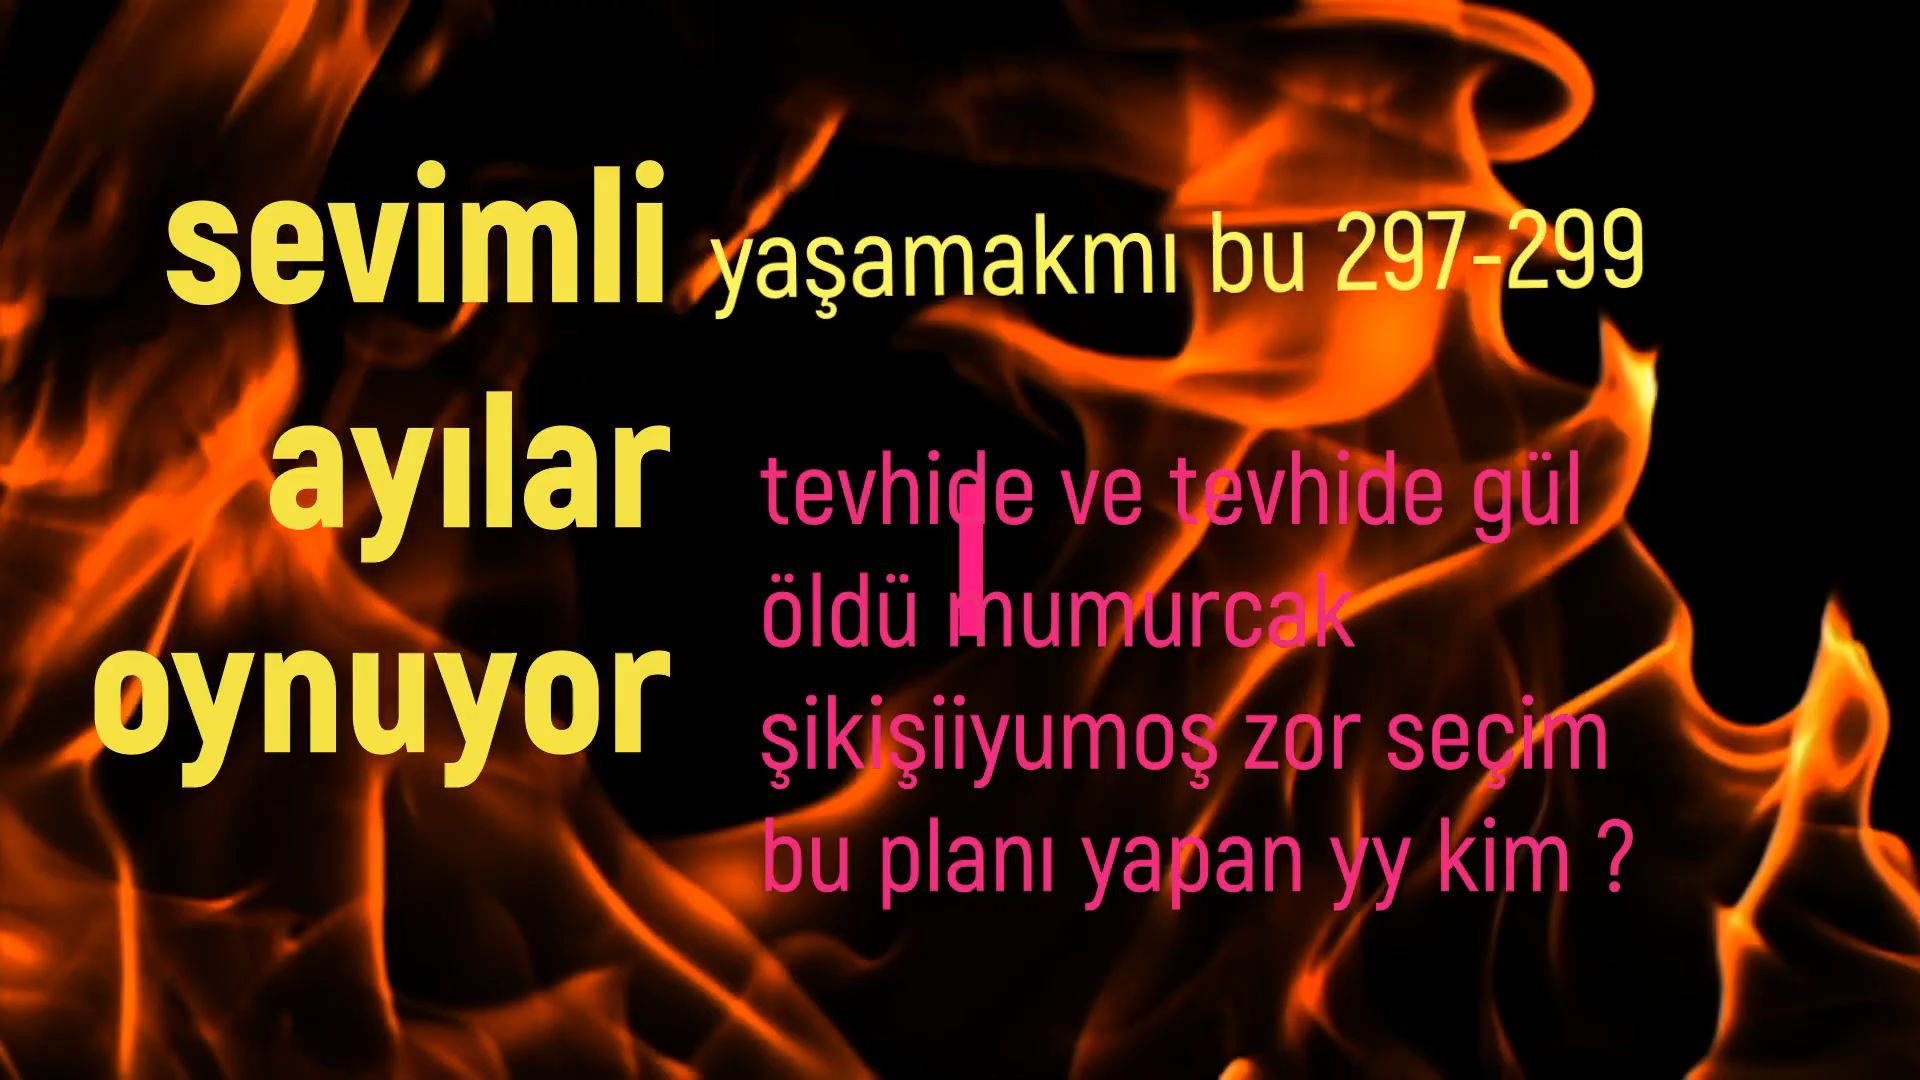 sevimli
ayılar
oynuyor
yaşamakmı bu 297-299
tevhide ve tevhide gül
öldü mumurcak
şikişiiyumoş zor seçim
bu planı yapan yy kim ?